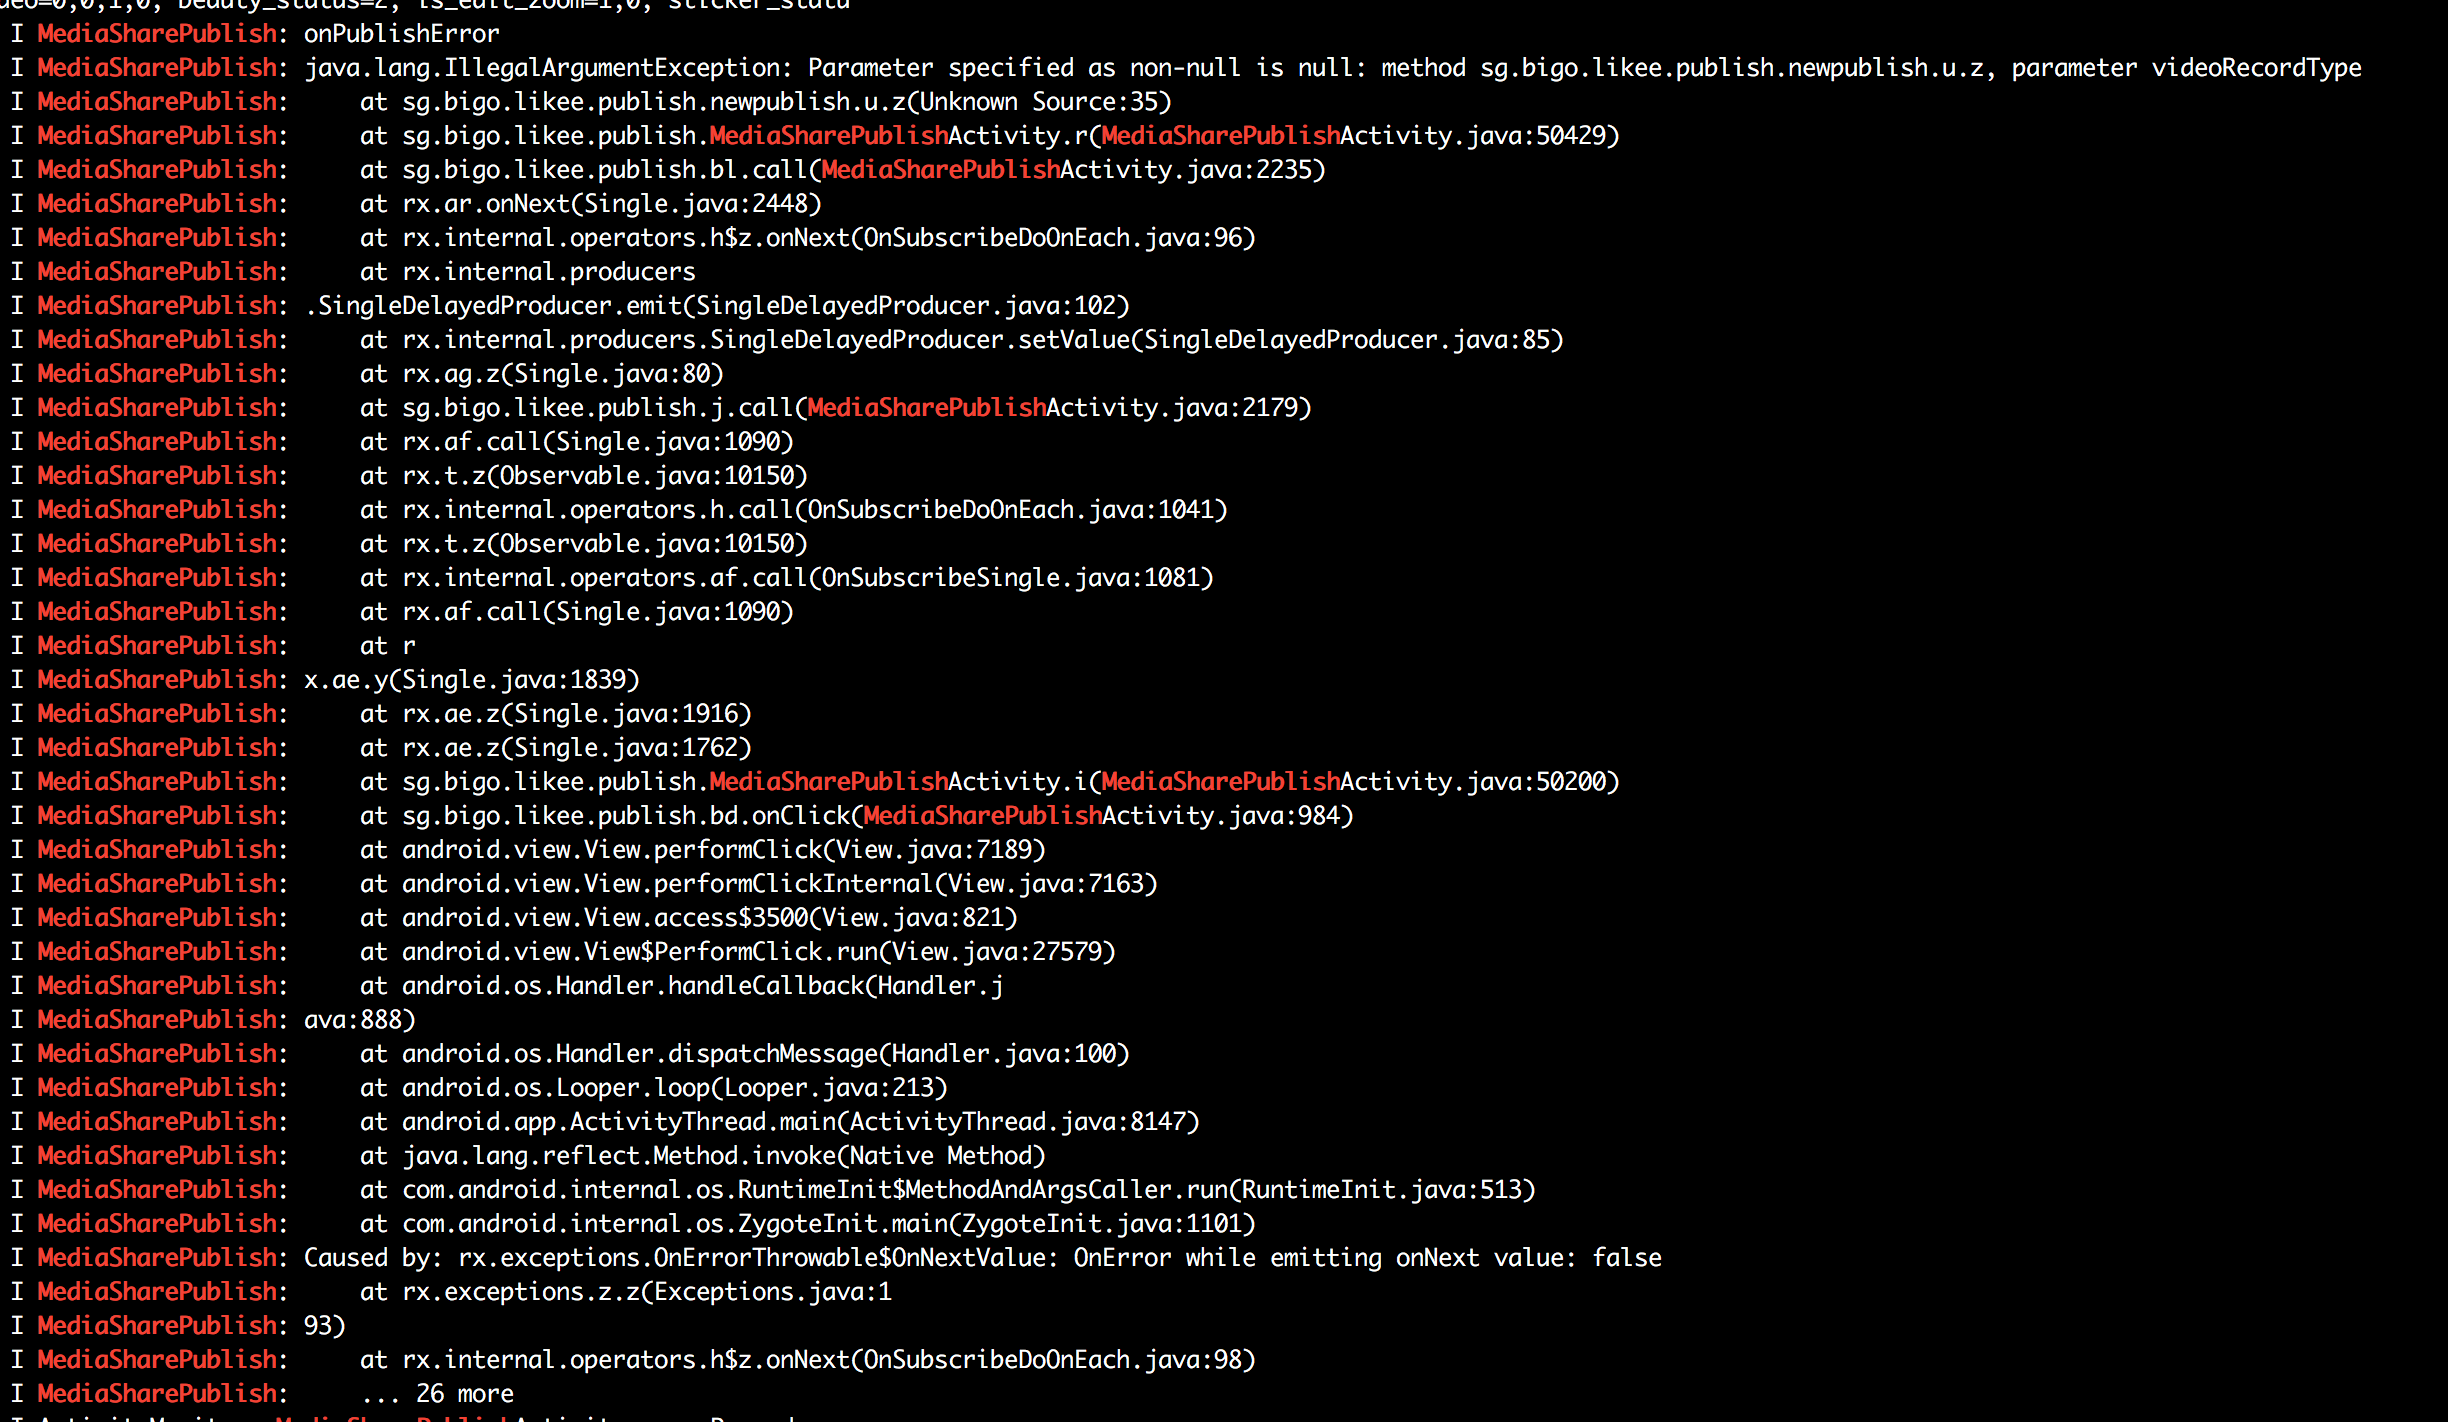 I MediaSharePublish: onPublishError
I MediaSharePublish: java.lang.IllegalArgumentException: Parameter specified as non-null is null: method sg.bigo.likee.publish.newpublish.u.z, parameter videoRecordType
I MediaSharePublish:     at sg.bigo.likee.publish.newpublish.u.z(Unknown Source:35)
I MediaSharePublish:     at sg.bigo.likee.publish.MediaSharePublishActivity.r(MediaSharePublishActivity.java:50429)
I MediaSharePublish:     at sg.bigo.likee.publish.bl.call(MediaSharePublishActivity.java:2235)
I MediaSharePublish:     at rx.ar.onNext(Single.java:2448)
I MediaSharePublish:     at rx.internal.operators.h$z.onNext(OnSubscribeDoOnEach.java:96)
I MediaSharePublish:     at rx.internal.producers
I MediaSharePublish: .SingleDelayedProducer.emit(SingleDelayedProducer.java:102)
I MediaSharePublish:     at rx.internal.producers.SingleDelayedProducer.setValue(SingleDelayedProducer.java:85)
I MediaSharePublish:     at rx.ag.z(Single.java:80)
I MediaSharePublish:     at sg.bigo.likee.publish.j.call(MediaSharePublishActivity.java:2179)
I MediaSharePublish:     at rx.af.call(Single.java:1090)
I MediaSharePublish:     at rx.t.z(Observable.java:10150)
I MediaSharePublish:     at rx.internal.operators.h.call(OnSubscribeDoOnEach.java:1041)
I MediaSharePublish:     at rx.t.z(Observable.java:10150)
I MediaSharePublish:     at rx.internal.operators.af.call(OnSubscribeSingle.java:1081)
I MediaSharePublish:     at rx.af.call(Single.java:1090)
I MediaSharePublish:     at r
I MediaSharePublish: x.ae.y(Single.java:1839)
I MediaSharePublish:     at rx.ae.z(Single.java:1916)
I MediaSharePublish:     at rx.ae.z(Single.java:1762)
I MediaSharePublish:     at sg.bigo.likee.publish.MediaSharePublishActivity.i(MediaSharePublishActivity.java:50200)
I MediaSharePublish:     at sg.bigo.likee.publish.bd.onClick(MediaSharePublishActivity.java:984)
I MediaSharePublish:     at android.view.View.performClick(View.java:7189)
I MediaSharePublish:     at android.view.View.performClickInternal(View.java:7163)
I MediaSharePublish:     at android.view.View.access$3500(View.java:821)
I MediaSharePublish:     at android.view.View$PerformClick.run(View.java:27579)
I MediaSharePublish:     at android.os.Handler.handleCallback(Handler.j
I MediaSharePublish: ava:888)
I MediaSharePublish:     at android.os.Handler.dispatchMessage(Handler.java:100)
I MediaSharePublish:     at android.os.Looper.loop(Looper.java:213)
I MediaSharePublish:     at android.app.ActivityThread.main(ActivityThread.java:8147)
I MediaSharePublish:     at java.lang.reflect.Method.invoke(Native Method)
I MediaSharePublish:     at com.android.internal.os.RuntimeInit$MethodAndArgsCaller.run(RuntimeInit.java:513)
I MediaSharePublish:     at com.android.internal.os.ZygoteInit.main(ZygoteInit.java:1101)
I MediaSharePublish: Caused by: rx.exceptions.OnErrorThrowable$OnNextValue: OnError while emitting onNext value: false
I MediaSharePublish:     at rx.exceptions.z.z(Exceptions.java:1
I MediaSharePublish: 93)
I MediaSharePublish:     at rx.internal.operators.h$z.onNext(OnSubscribeDoOnEach.java:98)
I MediaSharePublish:     ... 26 more